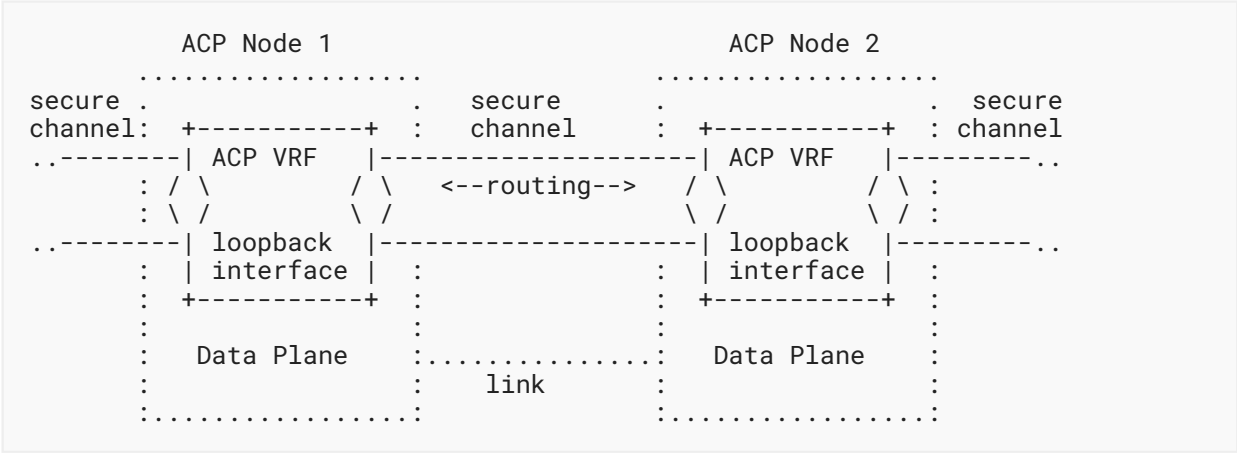 ACP Node 1 ACP Node 2
................... ...................
secure . . secure . . secure
channel: +-----------+ : channel : +-----------+ : channel
..--------| ACP VRF |---------------------| ACP VRF |---------..
: / \ / \ <--routing--> / \ / \ :
: \ / \ / \ / \ / :
..--------| loopback |---------------------| loopback |---------..
: | interface | : : | interface | :
: +-----------+ : : +-----------+ :
: : : :
: Data Plane :...............: Data Plane :
: : link : :
:.................: :.................: